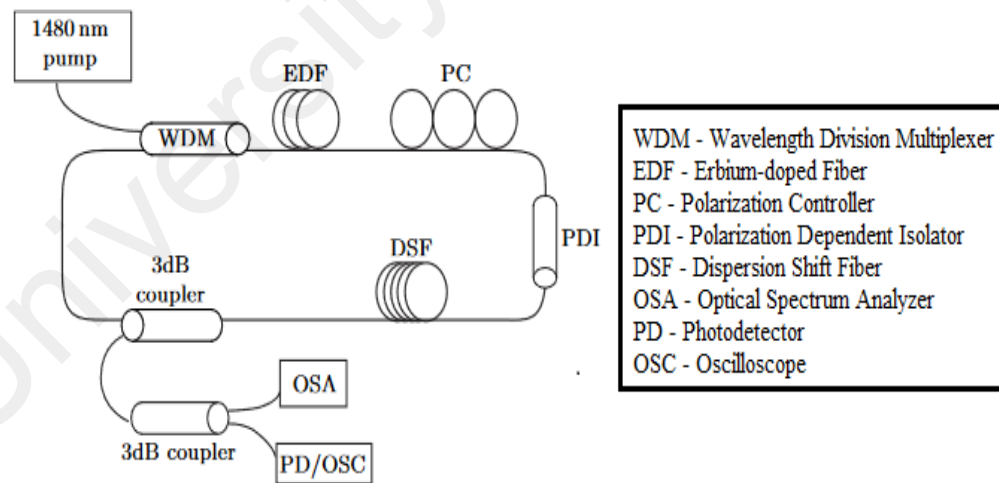 University
1480 nm
pump
EDF
PC
WDM
PDI
DSF
3dB
coupler
OSA
3dB coupler
PD/OSC
WDM - Wavelength Division Multiplexer
EDF - Erbium-doped Fiber
PC - Polarization Controller
PDI - Polarization Dependent Isolator
DSF - Dispersion Shift Fiber
OSA - Optical Spectrum Analyzer
PD - Photodetector
OSC - Oscilloscope